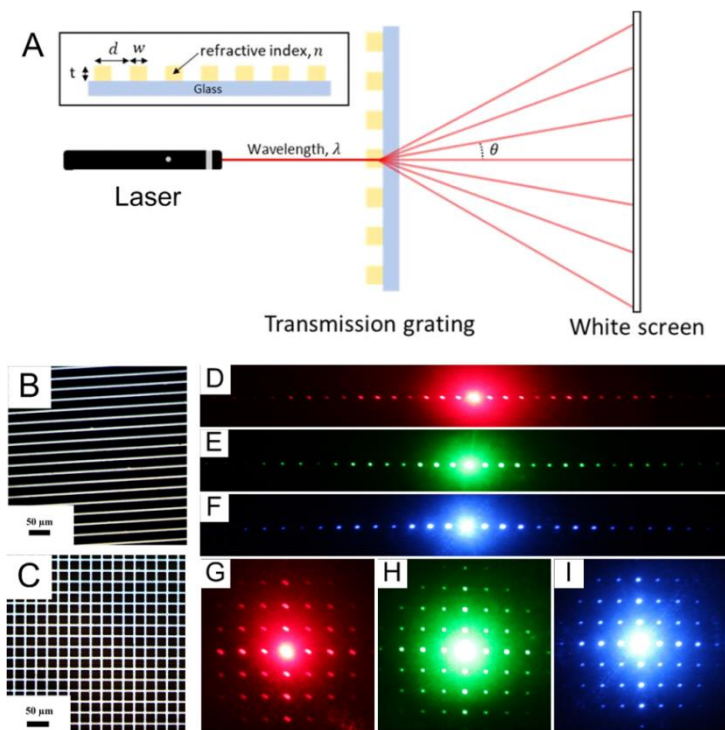 A
d
w
refractive index, n
t
Glass
Wavelength, λ
θ
Laser
Transmission grating
White screen
B
50 µm
C
50 µm
D
E
F
G
H
I